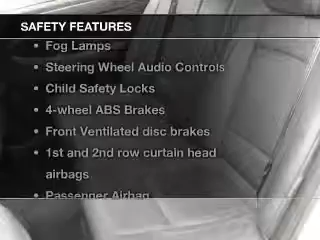 SAFETY FEATURES
• Fog Lamps
• Steering Wheel Audio Controls
• Child Safety Locks
• 4-wheel ABS Brakes
• Front Ventilated disc brakes
• 1st and 2nd row curtain head
airbags
• Passenger Airbag